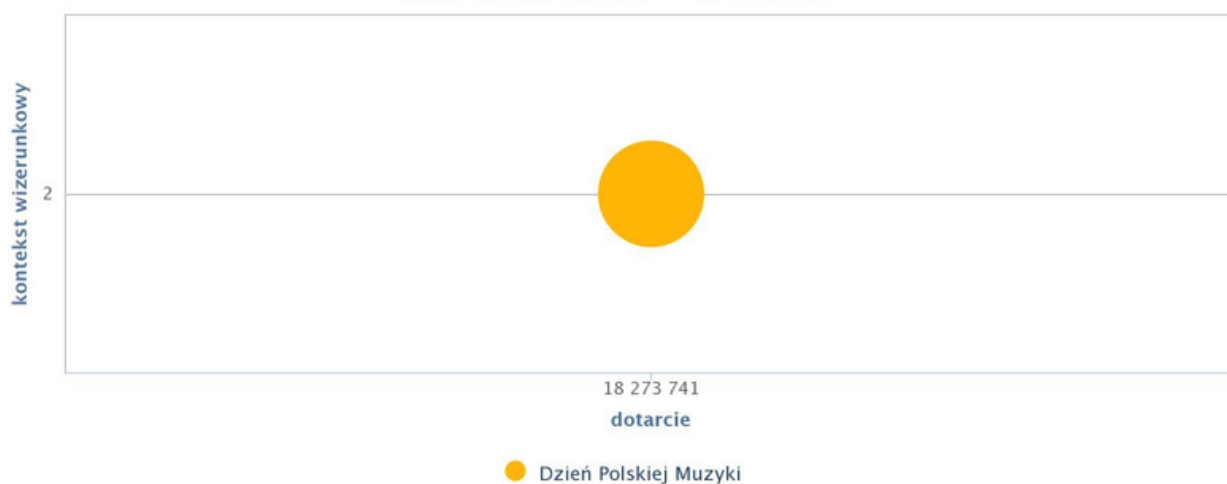 kontekst wizerunkowy
2
18 273 741
dotarcie
Dzień Polskiej Muzyki